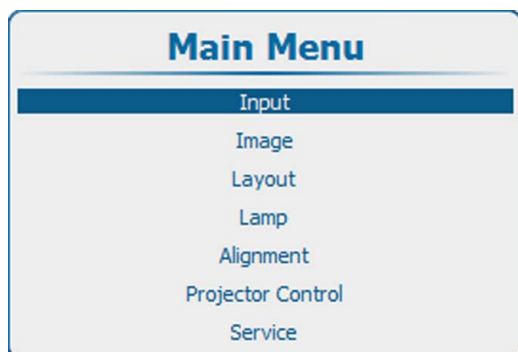 Main Menu
Input
Image
Layout
Lamp
Alignment
Projector Control
Service